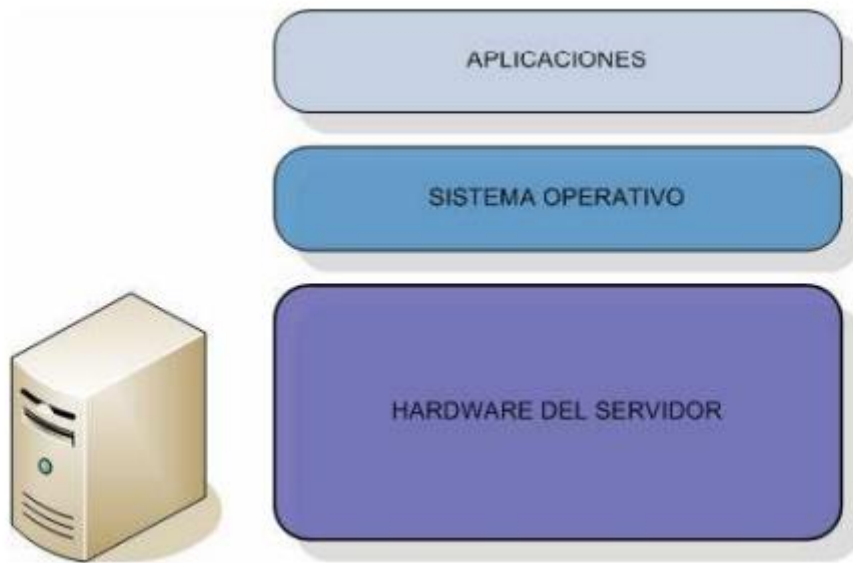 APLICACIONES
SISTEMA OPERATIVO
HARDWARE DEL SERVIDOR